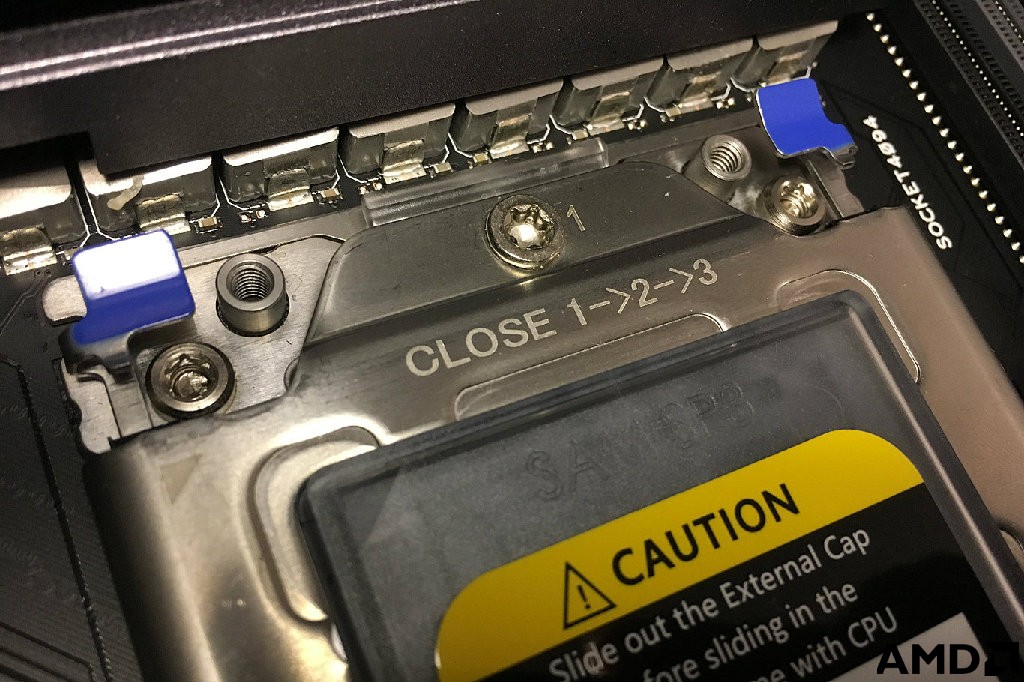 SOCKET4094
1
CLOSE 1->2->3
CAUTION
Slide out the External Cap
fore sliding in the
me with CPU
AMD